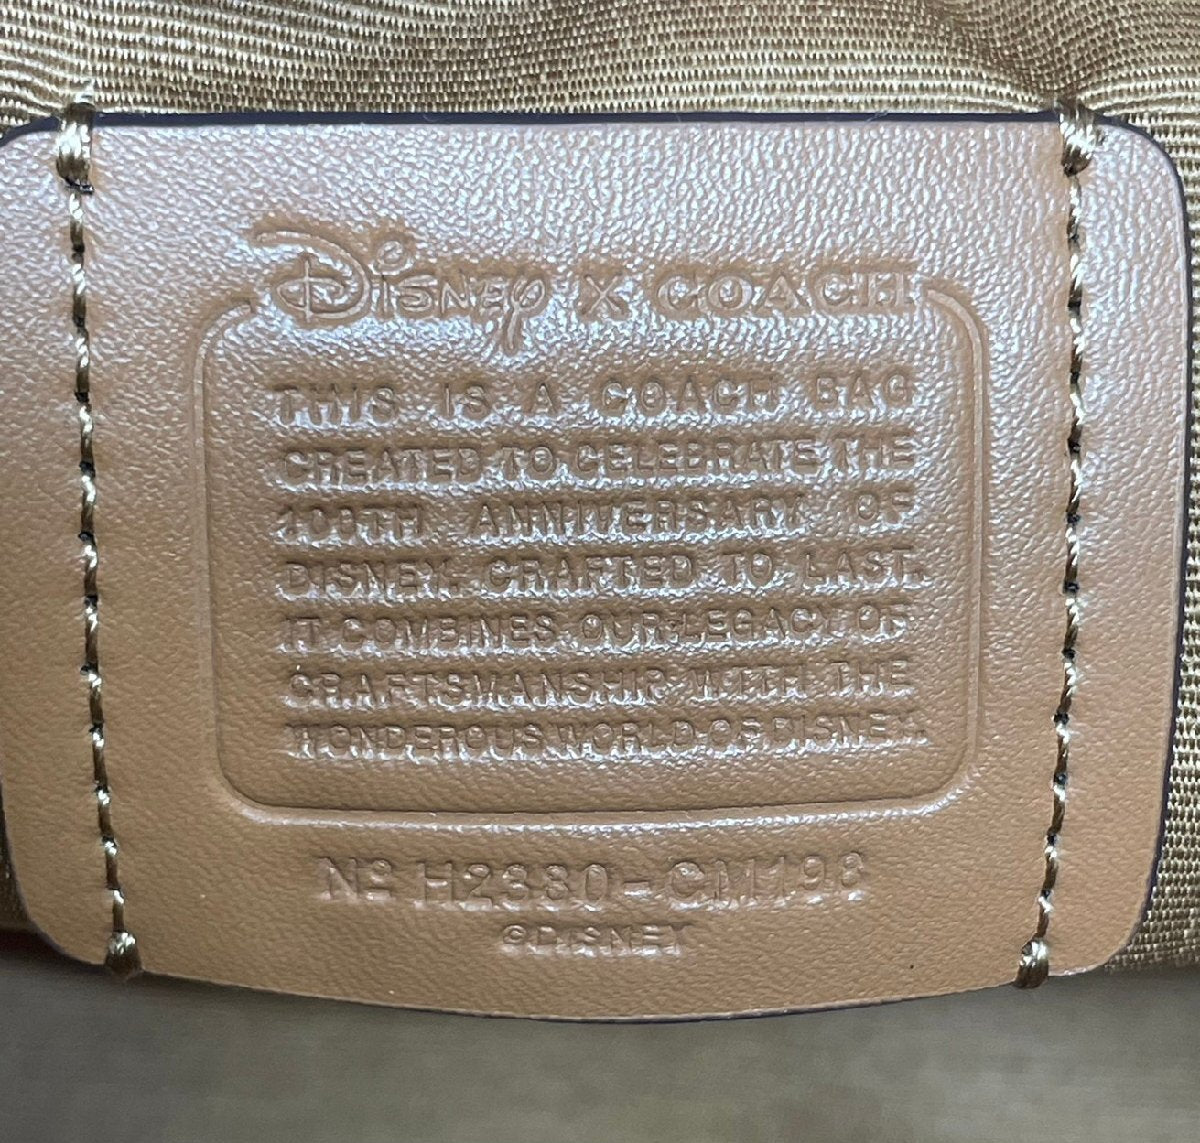 Disney X COACH
THIS IS A COACH BAG
CREATED TO CELEBRATE THE
100TH ANNIVERSARY OF
DISNEY. CRAFTED TO LAST,
IT COMBINES OUR LEGACY OF
CRAFTSMANSHIP WITH THE
WONDEROUS WORLD OF DISNEY.
Nº H2380-CM198
©DISNEY